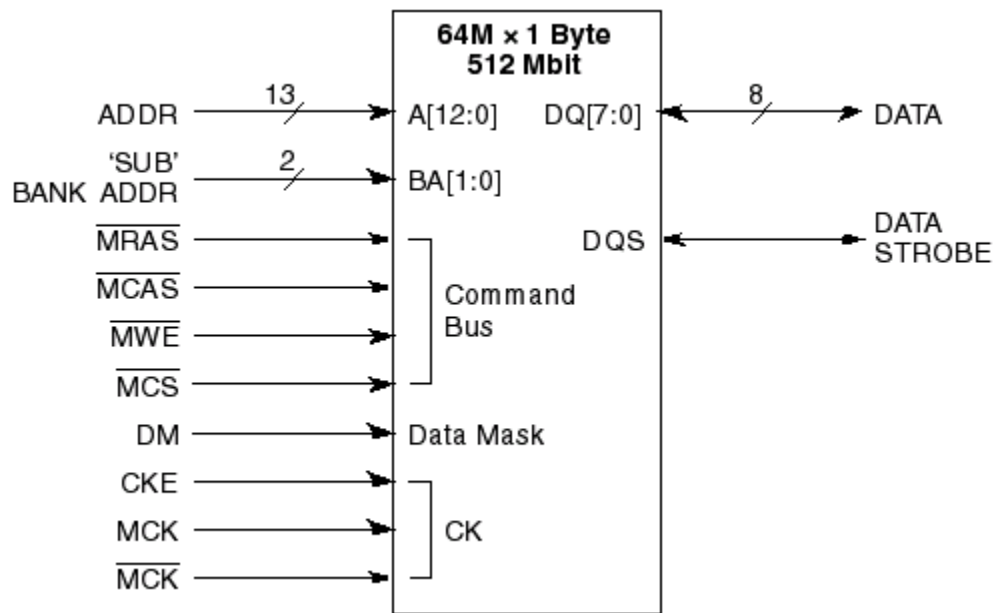 64M × 1 Byte
512 Mbit
ADDR 13 A[12:0] DQ[7:0] 8 DATA
‘SUB’
BANK ADDR 2 BA[1:0]
MRAS DQS DATA
STROBE
MCAS Command
Bus
MWE
MCS
DM Data Mask
CKE
MCK CK
MCK